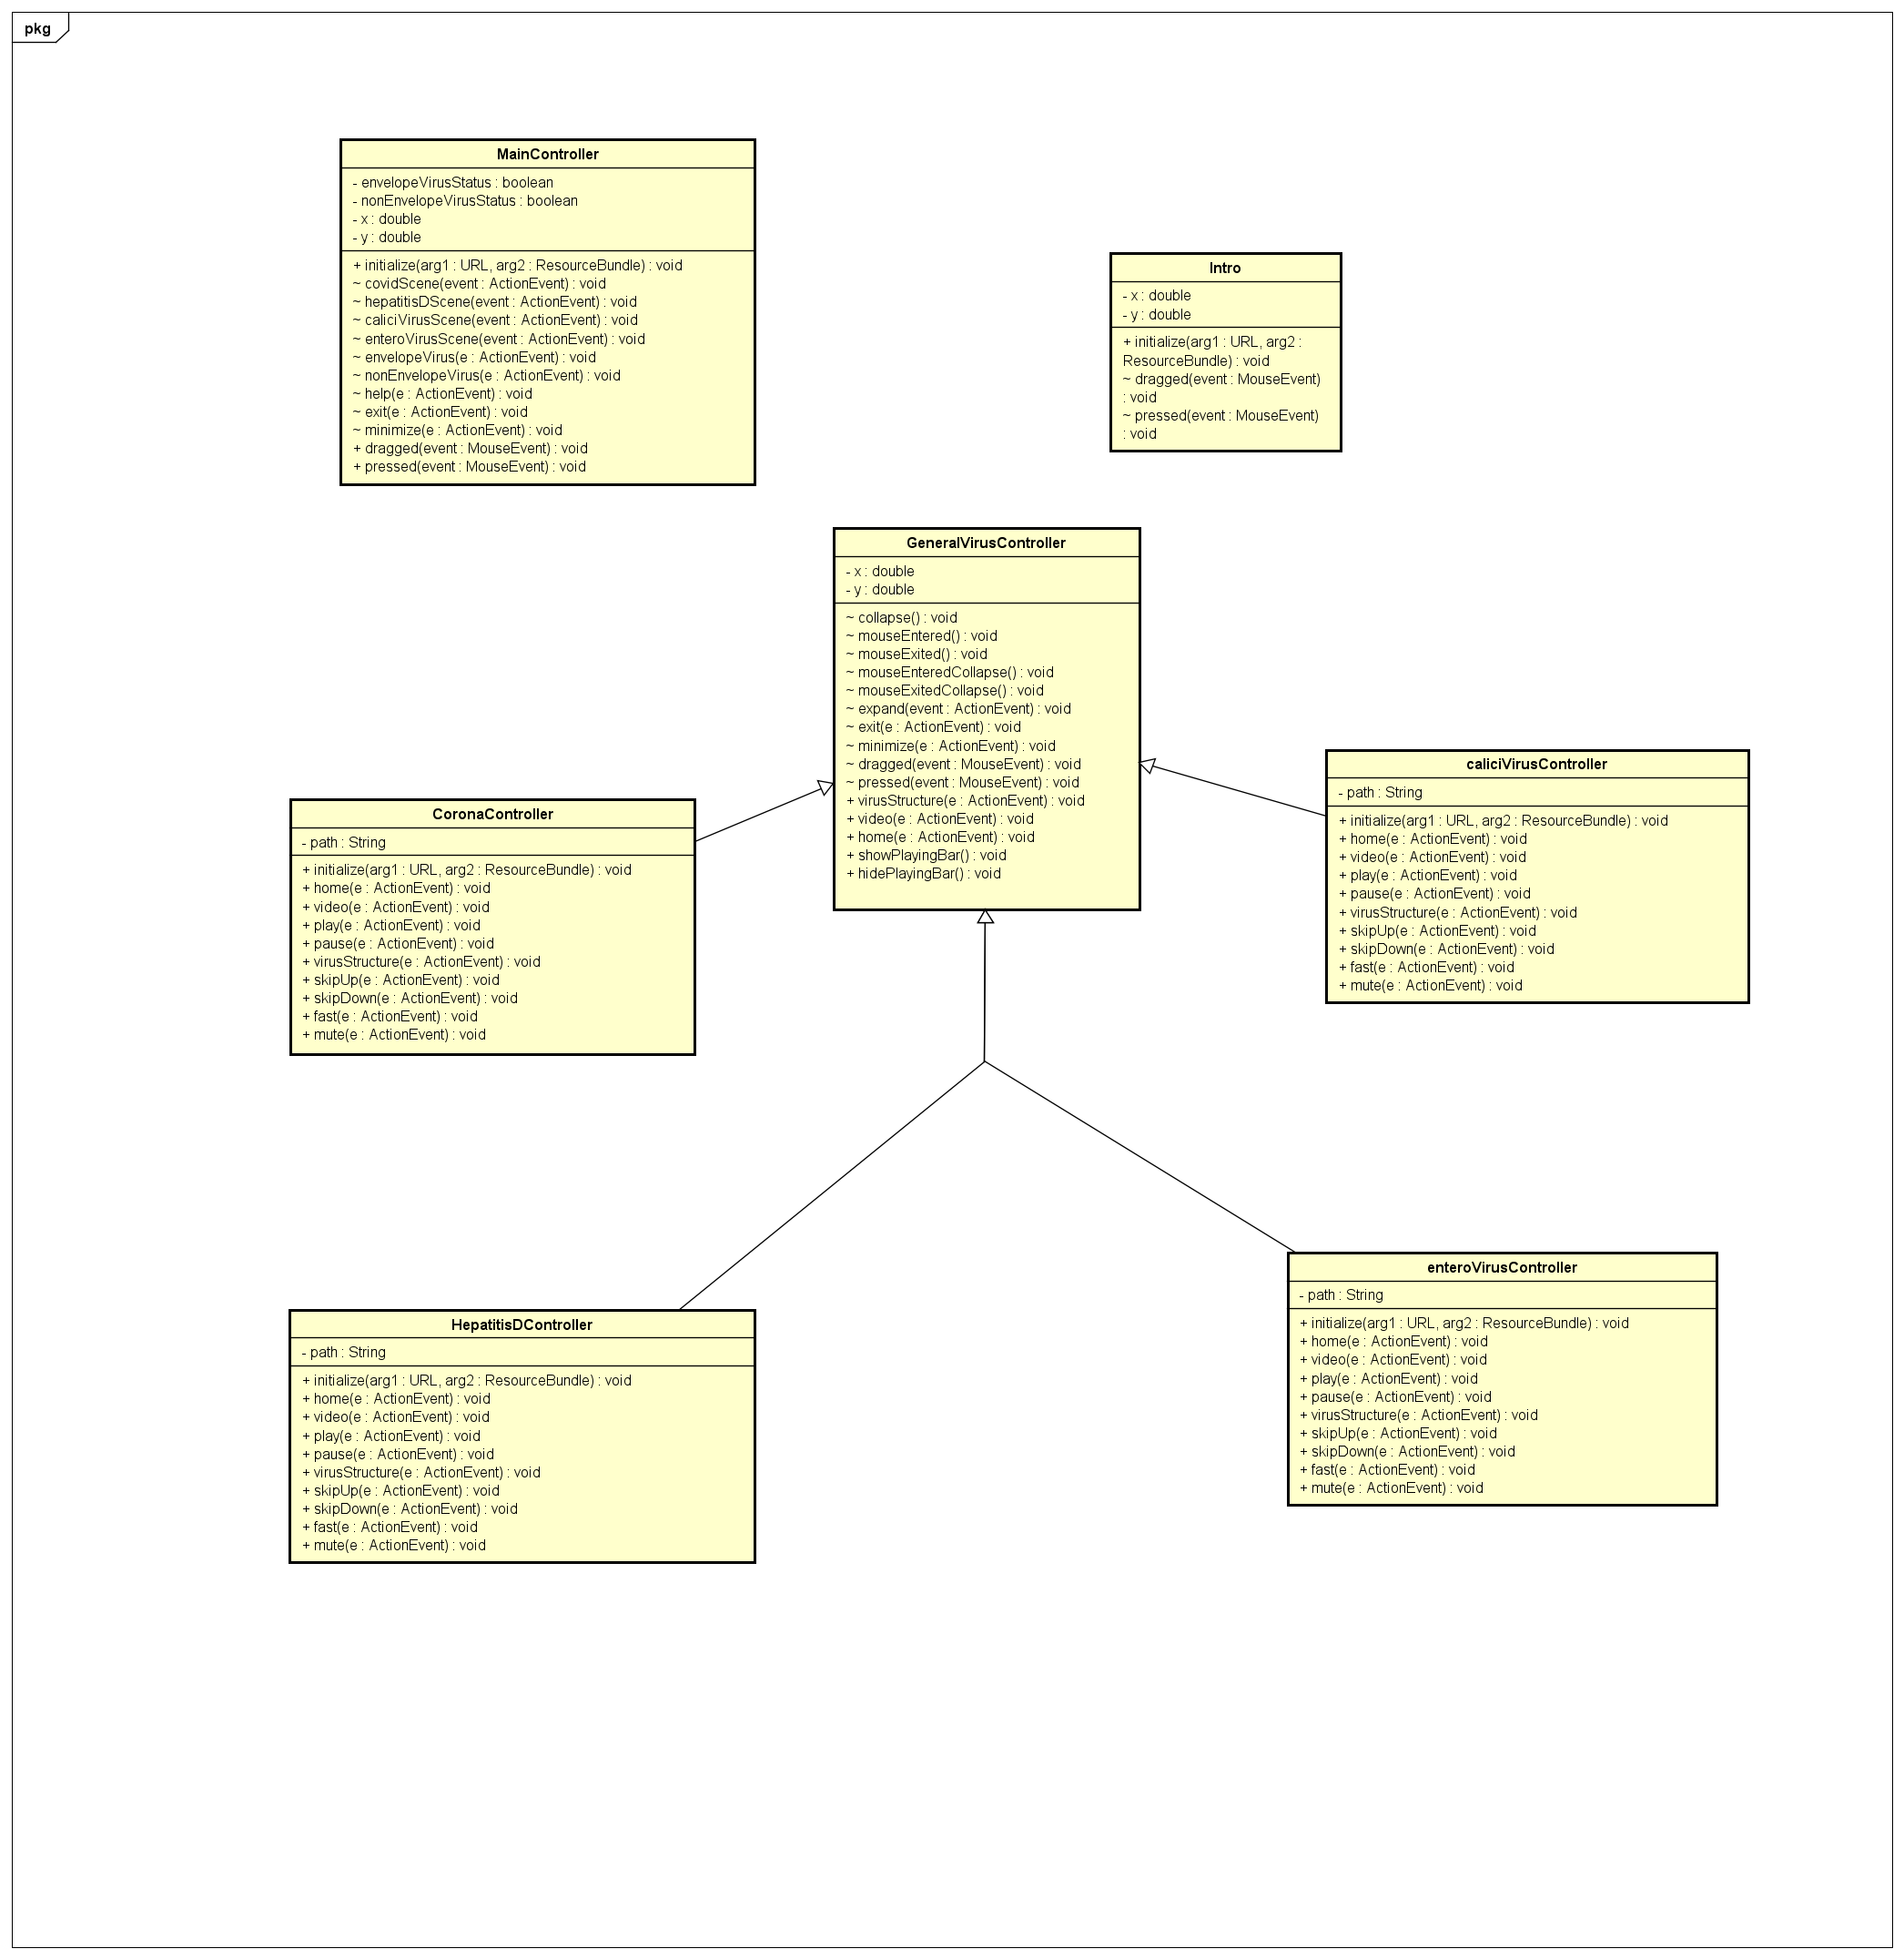 pkg
MainController
- envelopeVirusStatus : boolean
- nonEnvelopeVirusStatus : boolean
- x : double
- y : double
+ initialize(arg1 : URL, arg2 : ResourceBundle) : void
~ covidScene(event : ActionEvent) : void
~ hepatitisDScene(event : ActionEvent) : void
~ caliciVirusScene(event : ActionEvent) : void
~ enteroVirusScene(event : ActionEvent) : void
~ envelopeVirus(e : ActionEvent) : void
~ nonEnvelopeVirus(e : ActionEvent) : void
~ help(e : ActionEvent) : void
~ exit(e : ActionEvent) : void
~ minimize(e : ActionEvent) : void
+ dragged(event : MouseEvent) : void
+ pressed(event : MouseEvent) : void
Intro
- x : double
- y : double
+ initialize(arg1 : URL, arg2 :
ResourceBundle) : void
~ dragged(event : MouseEvent)
: void
~ pressed(event : MouseEvent)
: void
GeneralVirusController
- x : double
- y : double
~ collapse() : void
~ mouseEntered() : void
~ mouseExited() : void
~ mouseEnteredCollapse() : void
~ mouseExitedCollapse() : void
~ expand(event : ActionEvent) : void
~ exit(e : ActionEvent) : void
~ minimize(e : ActionEvent) : void
~ dragged(event : MouseEvent) : void
~ pressed(event : MouseEvent) : void
+ virusStructure(e : ActionEvent) : void
+ video(e : ActionEvent) : void
+ home(e : ActionEvent) : void
+ showPlayingBar() : void
+ hidePlayingBar() : void
CoronaController
- path : String
+ initialize(arg1 : URL, arg2 : ResourceBundle) : void
+ home(e : ActionEvent) : void
+ video(e : ActionEvent) : void
+ play(e : ActionEvent) : void
+ pause(e : ActionEvent) : void
+ virusStructure(e : ActionEvent) : void
+ skipUp(e : ActionEvent) : void
+ skipDown(e : ActionEvent) : void
+ fast(e : ActionEvent) : void
+ mute(e : ActionEvent) : void
caliciVirusController
- path : String
+ initialize(arg1 : URL, arg2 : ResourceBundle) : void
+ home(e : ActionEvent) : void
+ video(e : ActionEvent) : void
+ play(e : ActionEvent) : void
+ pause(e : ActionEvent) : void
+ virusStructure(e : ActionEvent) : void
+ skipUp(e : ActionEvent) : void
+ skipDown(e : ActionEvent) : void
+ fast(e : ActionEvent) : void
+ mute(e : ActionEvent) : void
HepatitisDController
- path : String
+ initialize(arg1 : URL, arg2 : ResourceBundle) : void
+ home(e : ActionEvent) : void
+ video(e : ActionEvent) : void
+ play(e : ActionEvent) : void
+ pause(e : ActionEvent) : void
+ virusStructure(e : ActionEvent) : void
+ skipUp(e : ActionEvent) : void
+ skipDown(e : ActionEvent) : void
+ fast(e : ActionEvent) : void
+ mute(e : ActionEvent) : void
enteroVirusController
- path : String
+ initialize(arg1 : URL, arg2 : ResourceBundle) : void
+ home(e : ActionEvent) : void
+ video(e : ActionEvent) : void
+ play(e : ActionEvent) : void
+ pause(e : ActionEvent) : void
+ virusStructure(e : ActionEvent) : void
+ skipUp(e : ActionEvent) : void
+ skipDown(e : ActionEvent) : void
+ fast(e : ActionEvent) : void
+ mute(e : ActionEvent) : void